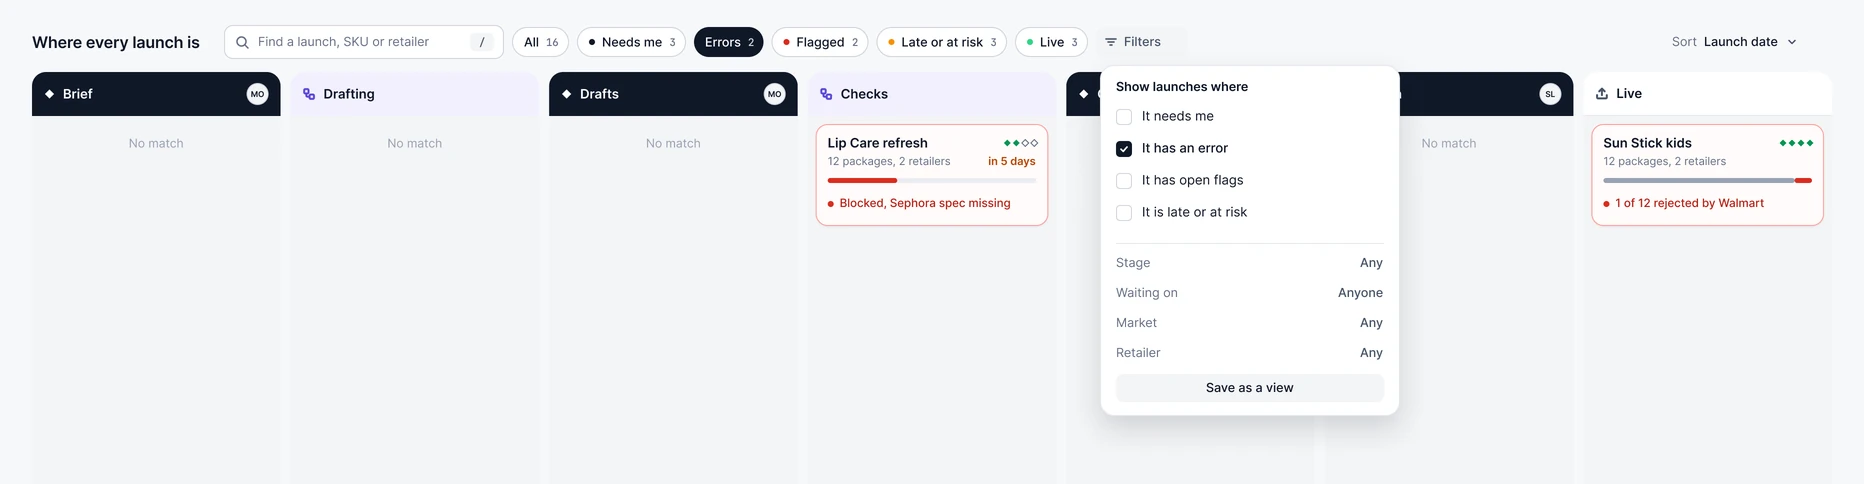 Where every launch is
Find a launch, SKU or retailer /
All 16
Needs me 3
Errors 2
Flagged 2
Late or at risk 3
Live 3
Filters
Sort Launch date
Brief MO
Drafting
Drafts MO
Checks
SL
Live
No match
No match
No match
Lip Care refresh
12 packages, 2 retailers in 5 days
Blocked, Sephora spec missing
Show launches where
It needs me
It has an error
It has open flags
It is late or at risk
Stage Any
Waiting on Anyone
Market Any
Retailer Any
Save as a view
No match
Sun Stick kids
12 packages, 2 retailers
1 of 12 rejected by Walmart